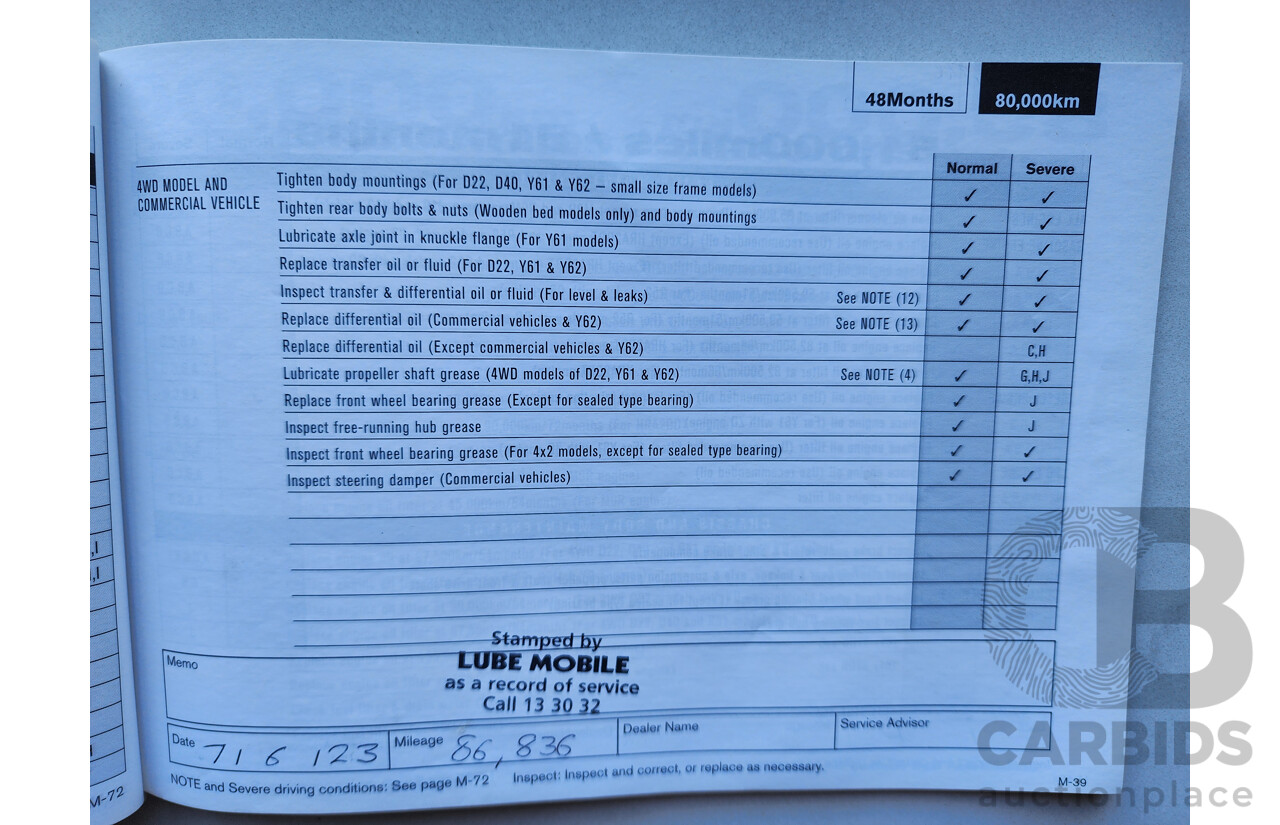 48Months 80,000km
Normal Severe
4WD MODEL AND
COMMERCIAL VEHICLE
Tighten body mountings (For D22, D40, Y61 & Y62 – small size frame models) ✓ ✓
Tighten rear body bolts & nuts (Wooden bed models only) and body mountings ✓ ✓
Lubricate axle joint in knuckle flange (For Y61 models) ✓ ✓
Replace transfer oil or fluid (For D22, Y61 & Y62) ✓ ✓
Inspect transfer & differential oil or fluid (For level & leaks) See NOTE (12) ✓ ✓
Replace differential oil (Commercial vehicles & Y62) See NOTE (13) ✓ ✓
Replace differential oil (Except commercial vehicles & Y62) C,H
Lubricate propeller shaft grease (4WD models of D22, Y61 & Y62) See NOTE (4) ✓ G,H,J
Replace front wheel bearing grease (Except for sealed type bearing) ✓ J
Inspect free-running hub grease ✓ J
Inspect front wheel bearing grease (For 4x2 models, except for sealed type bearing) ✓ ✓
Inspect steering damper (Commercial vehicles) ✓ ✓
Memo
Stamped by
LUBE MOBILE
as a record of service
Call 13 30 32
Date 7 1 6 1 23 Mileage 86,836 Dealer Name Service Advisor
NOTE and Severe driving conditions: See page M-72 Inspect: Inspect and correct, or replace as necessary.
M-39
M-72
CARBIDS
auctionplace